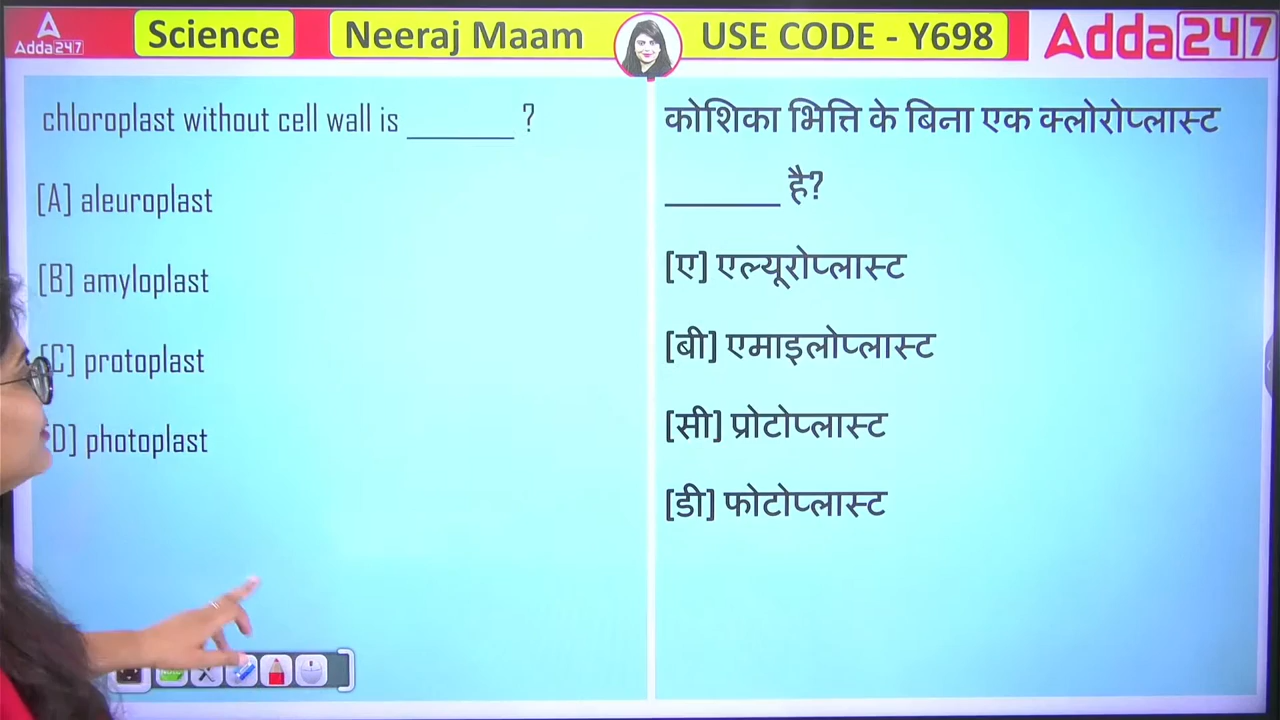 Adda247
Science
Neeraj Maam
USE CODE - Y698
Adda247
chloroplast without cell wall is ________ ?
[A] aleuroplast
[B] amyloplast
[C] protoplast
[D] photoplast
कोशिका भित्ति के बिना एक क्लोरोप्लास्ट
________ है?
[ए] एल्यूरोप्लास्ट
[बी] एमाइलोप्लास्ट
[सी] प्रोटोप्लास्ट
[डी] फोटोप्लास्ट